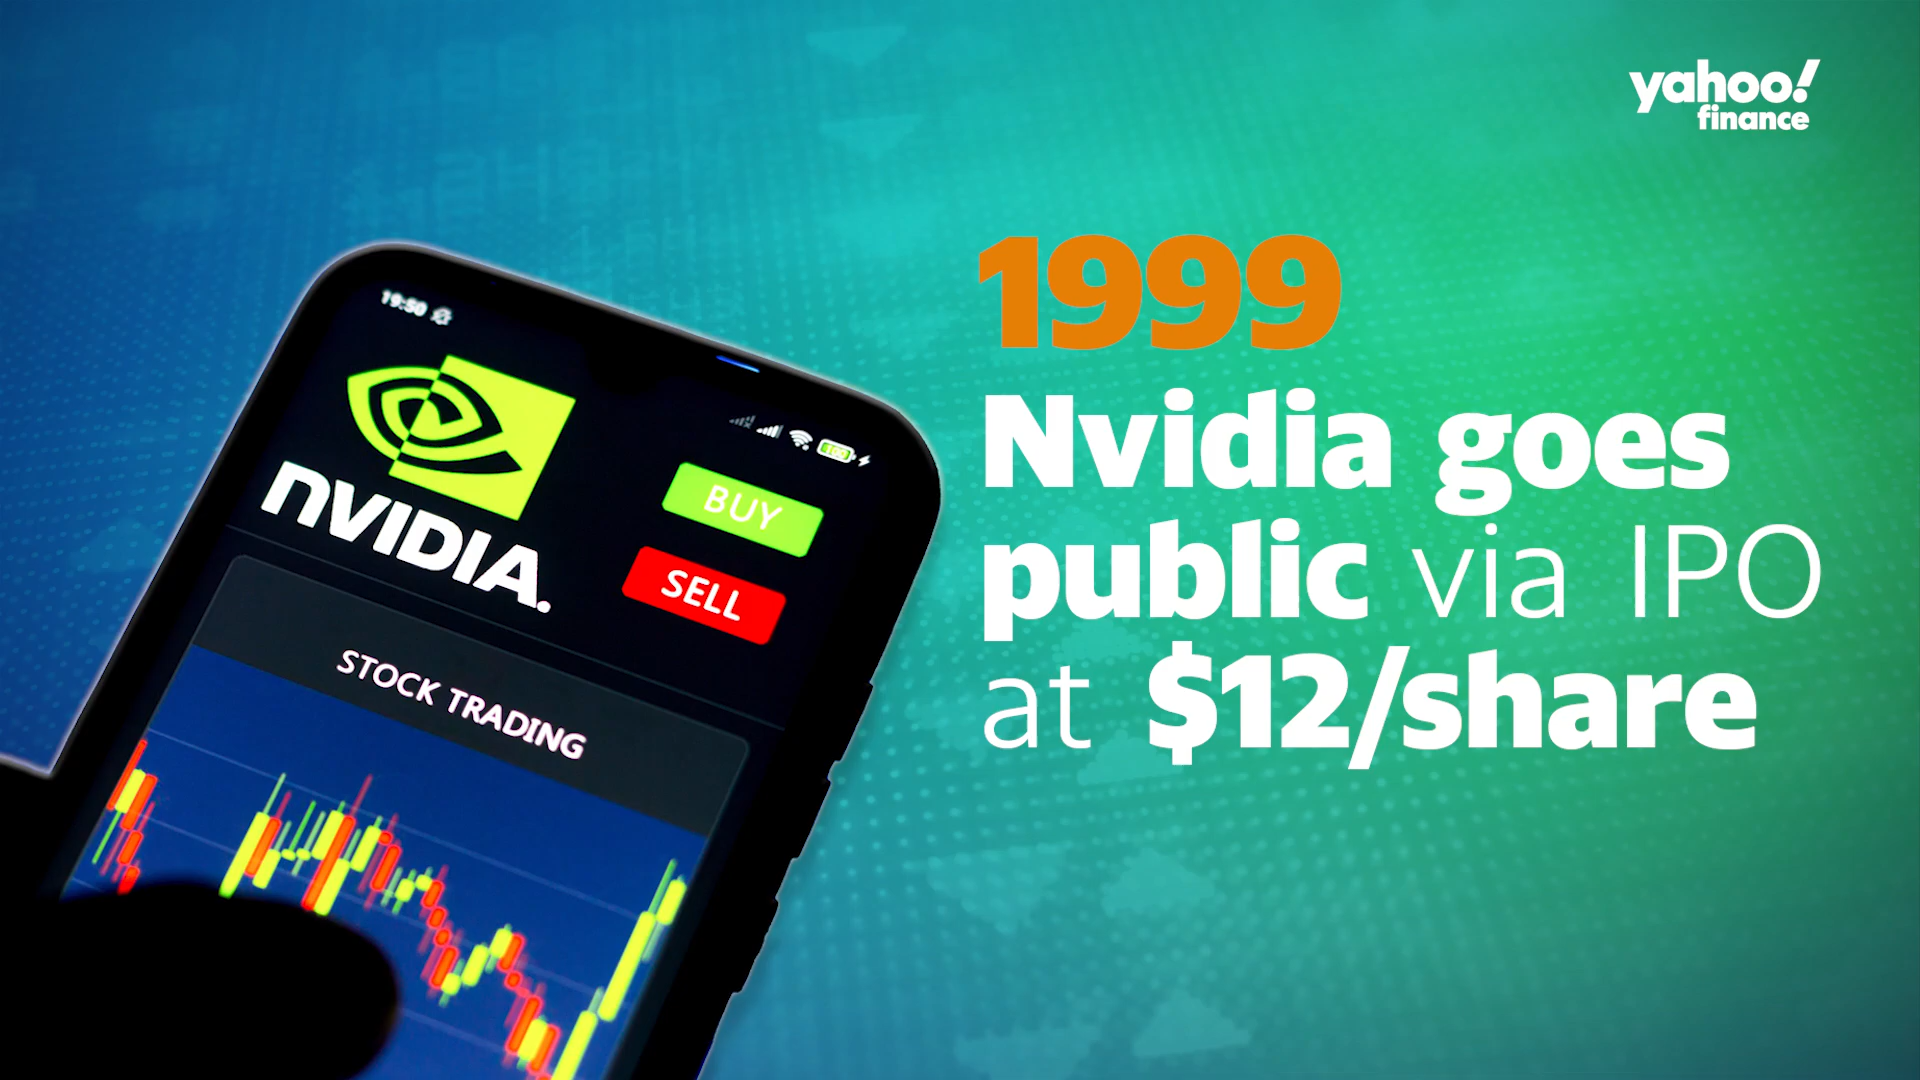 yahoo!
finance
1999
Nvidia goes
public via IPO
at $12/share
19:50
NVIDIA.
BUY
SELL
STOCK TRADING